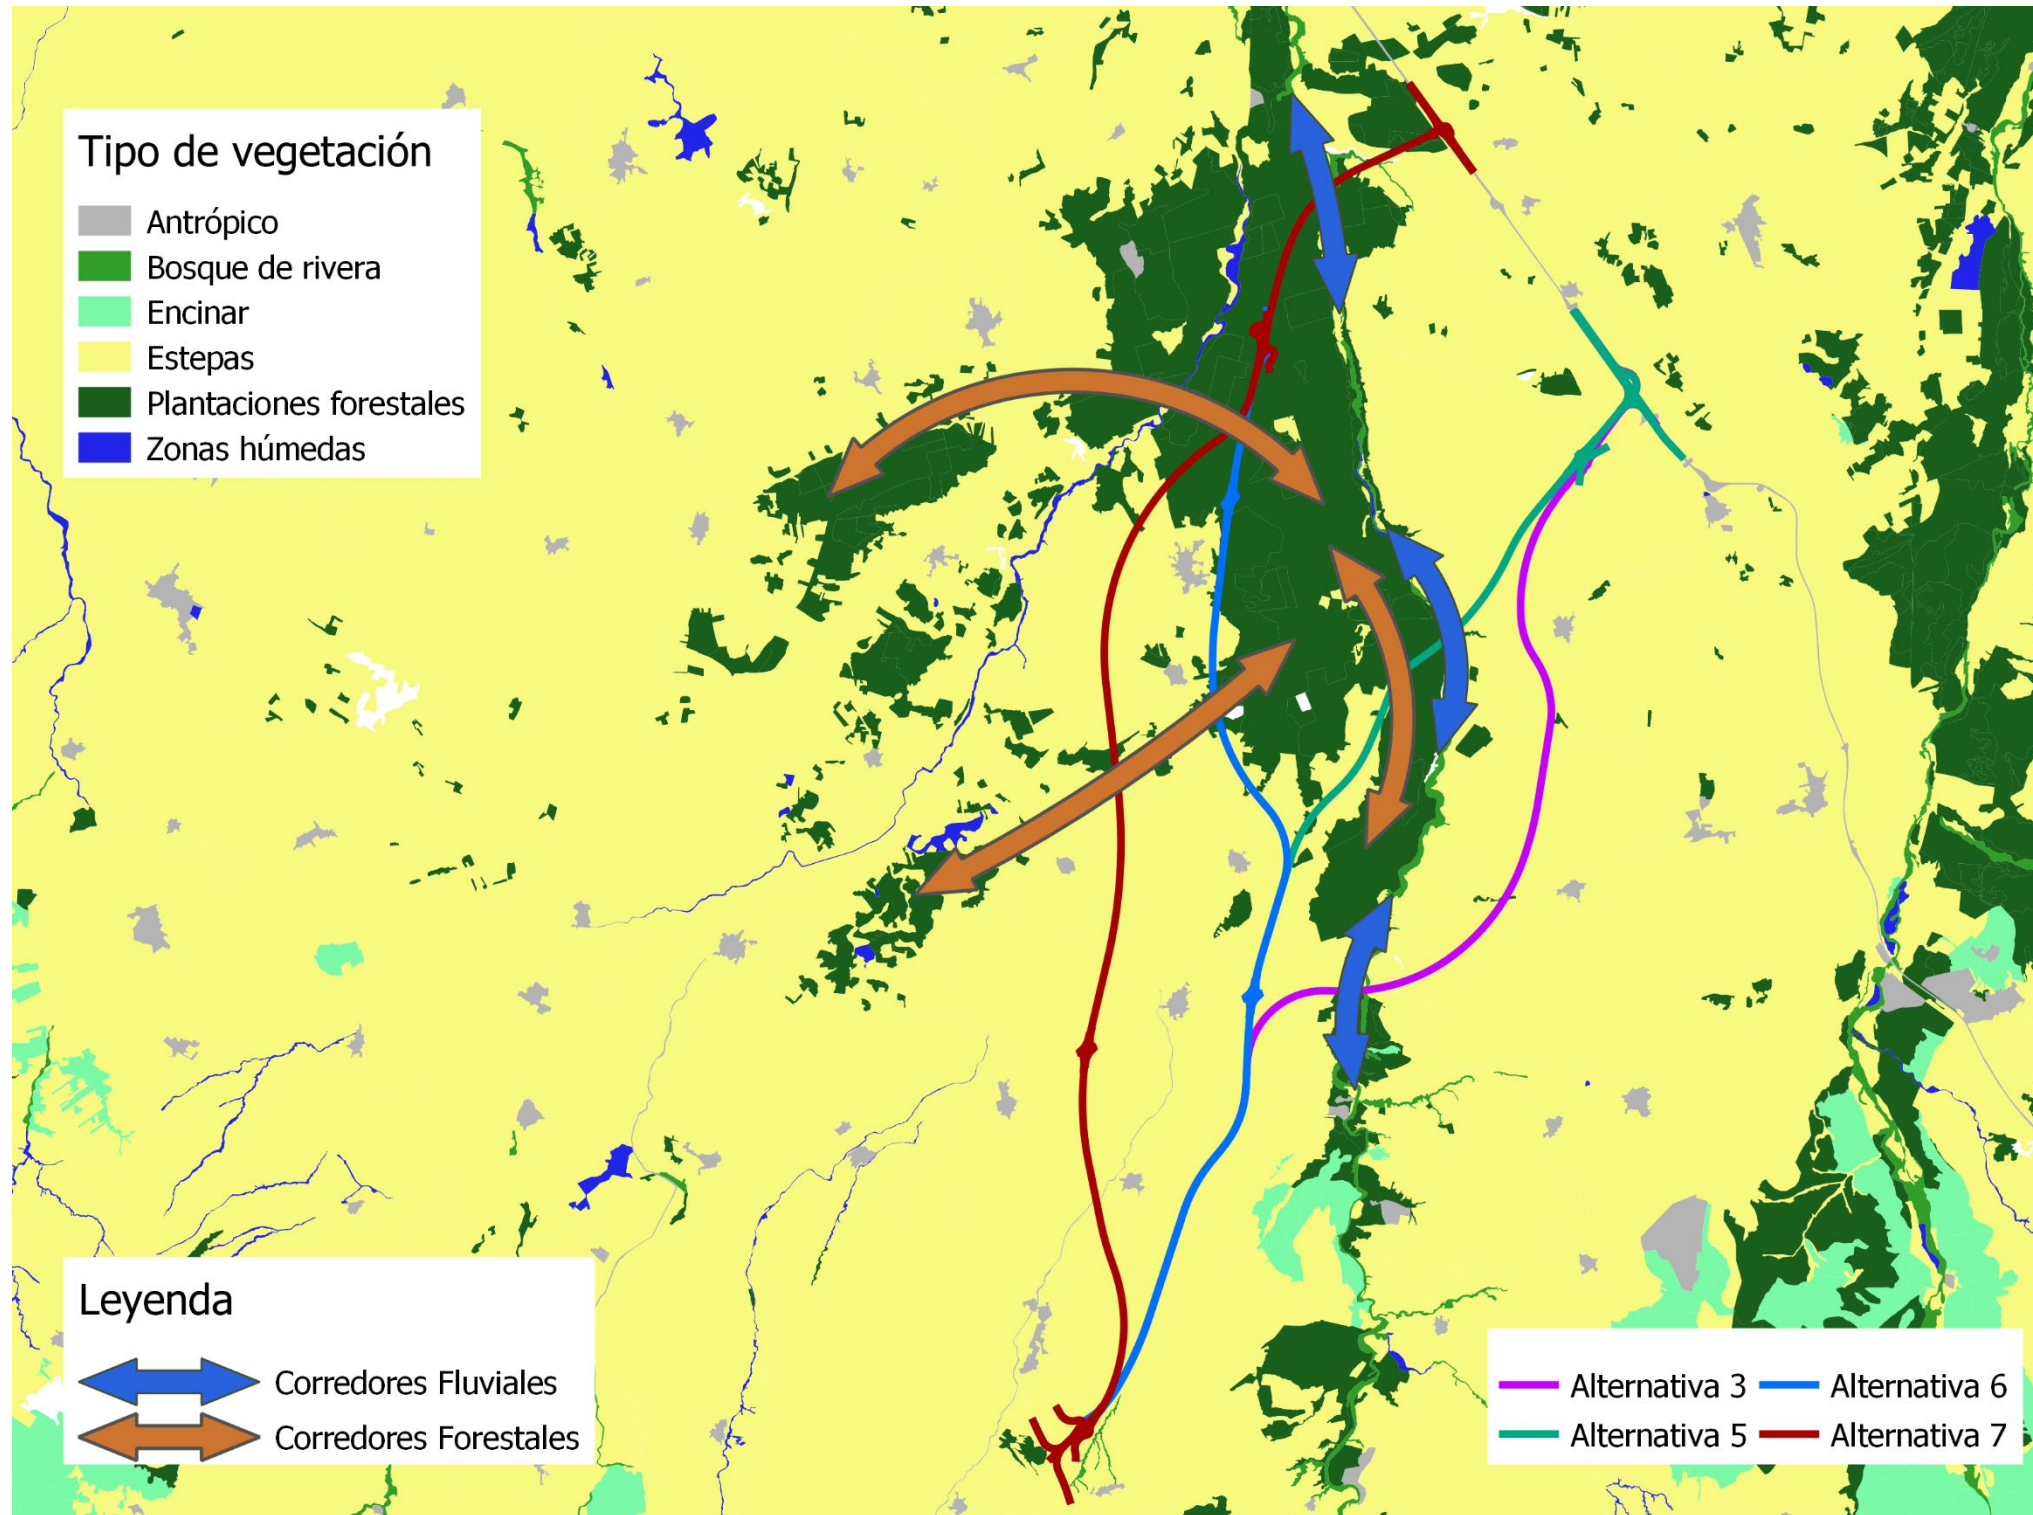 Tipo de vegetación
Antrópico
Bosque de rivera
Encinar
Estepas
Plantaciones forestales
Zonas húmedas
Leyenda
Corredores Fluviales
Corredores Forestales
Alternativa 3 Alternativa 6
Alternativa 5 Alternativa 7